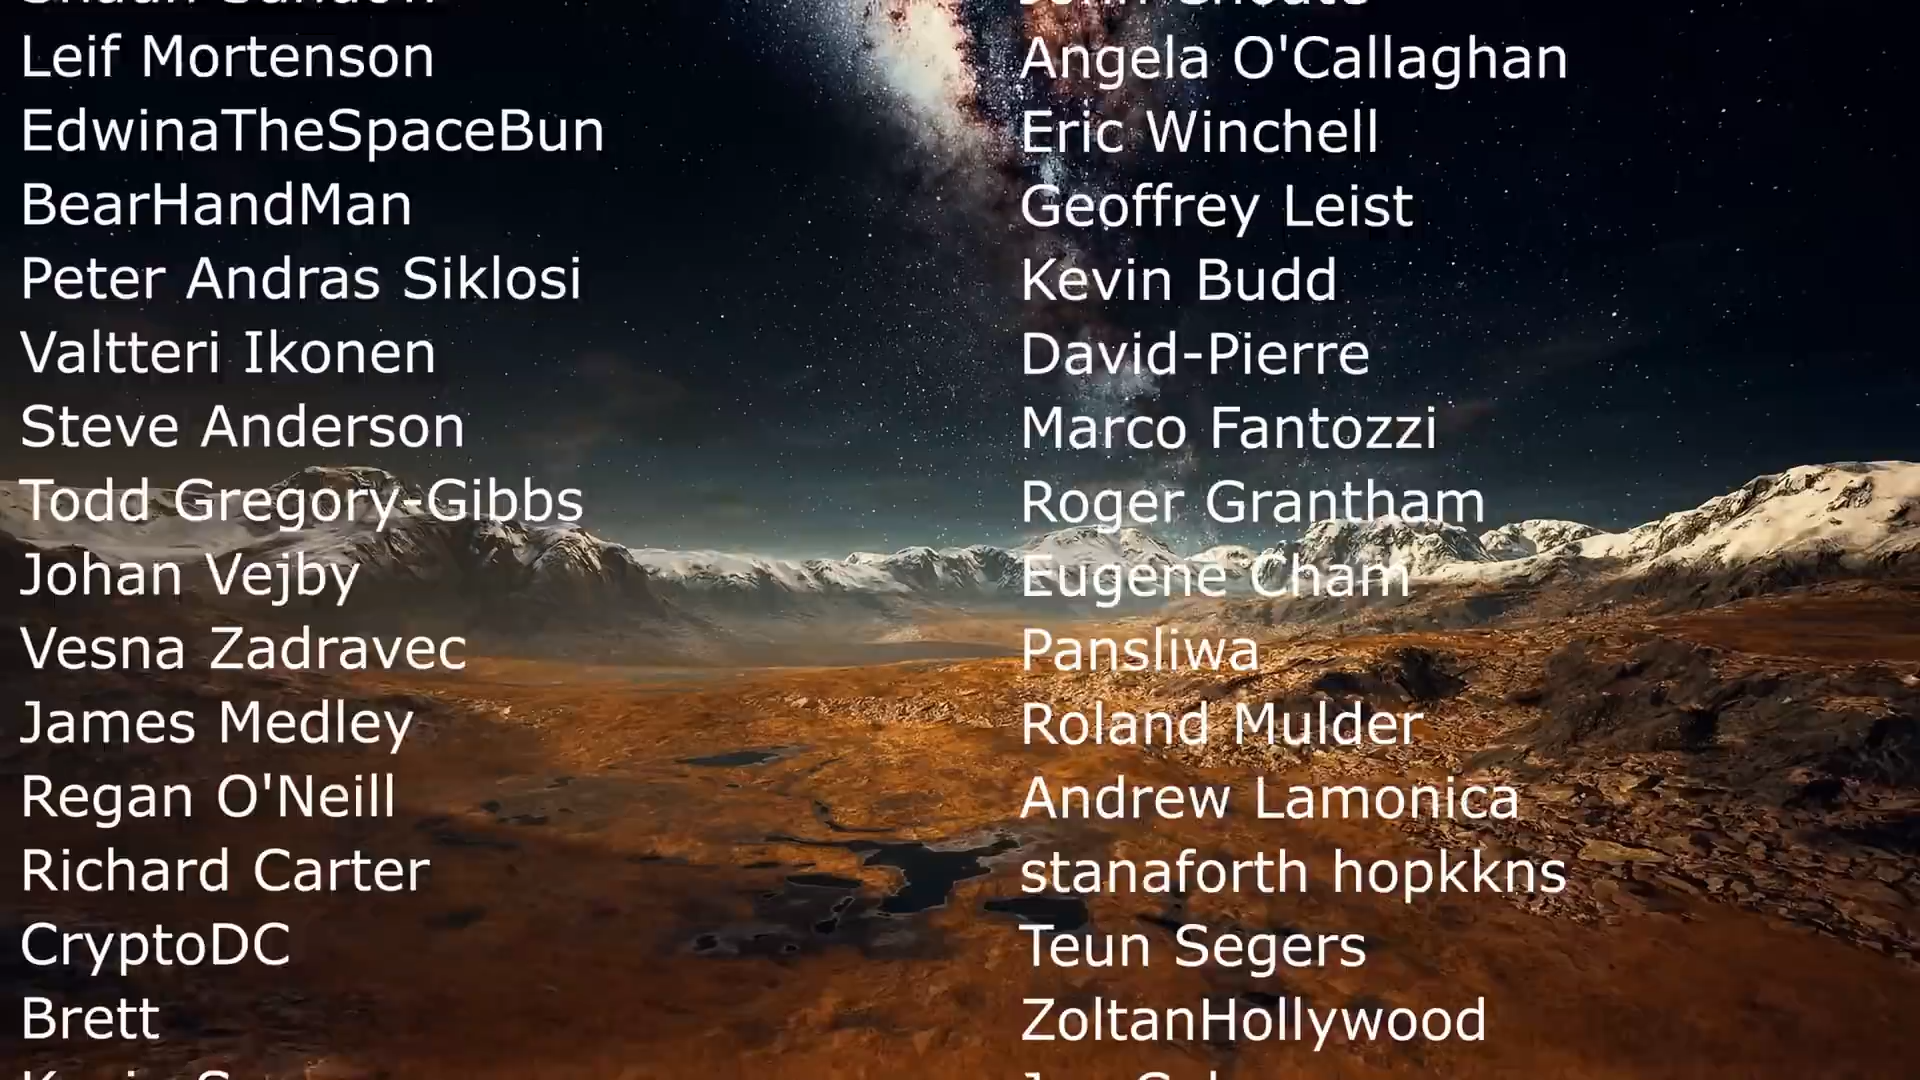 Leif Mortenson
EdwinaTheSpaceBun
BearHandMan
Peter Andras Siklosi
Valtteri Ikonen
Steve Anderson
Todd Gregory-Gibbs
Johan Vejby
Vesna Zadravec
James Medley
Regan O'Neill
Richard Carter
CryptoDC
Brett
Angela O'Callaghan
Eric Winchell
Geoffrey Leist
Kevin Budd
David-Pierre
Marco Fantozzi
Roger Grantham
Eugene Cham
Pansliwa
Roland Mulder
Andrew Lamonica
stanaforth hopkkns
Teun Segers
ZoltanHollywood